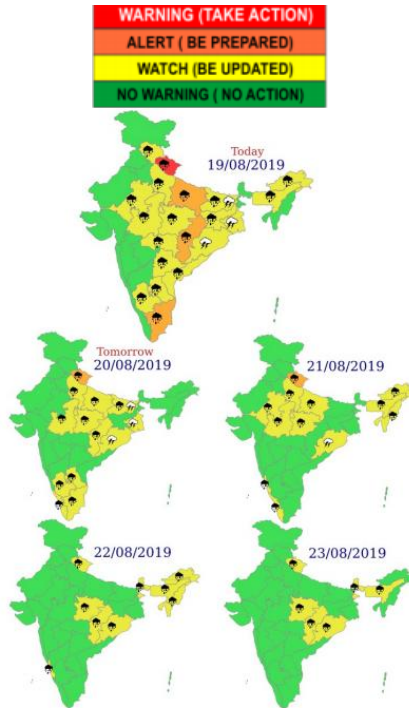 WARNING (TAKE ACTION)
ALERT ( BE PREPARED)
WATCH (BE UPDATED)
NO WARNING ( NO ACTION)
Today
19/08/2019
Tomorrow
20/08/2019
21/08/2019
22/08/2019
23/08/2019